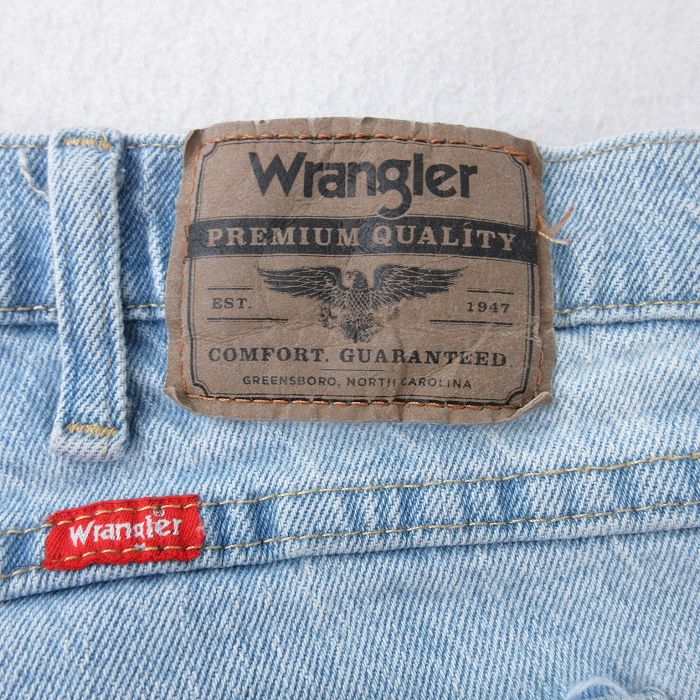 Wrangler
PREMIUM QUALITY
EST. 1947
COMFORT. GUARANTEED
GREENSBORO, NORTH CAROLINA
Wrangler®